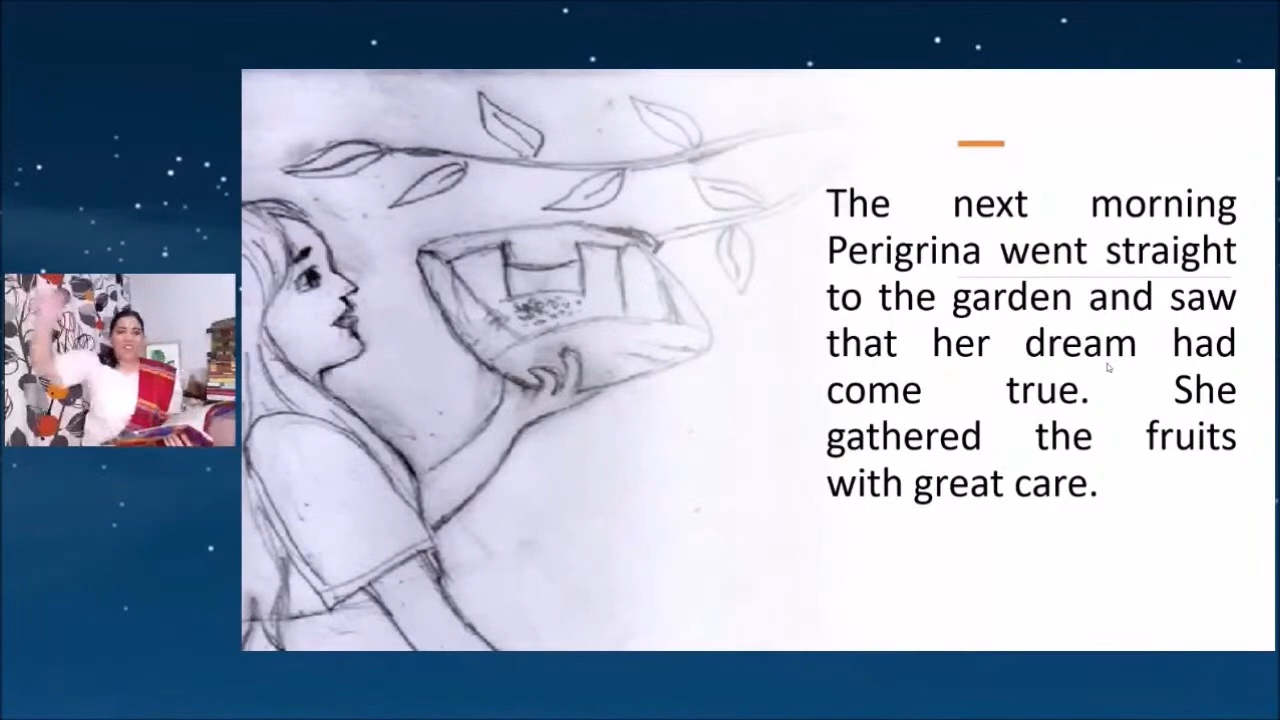 The next morning
Perigrina went straight
to the garden and saw
that her dream had
come true. She
gathered the fruits
with great care.